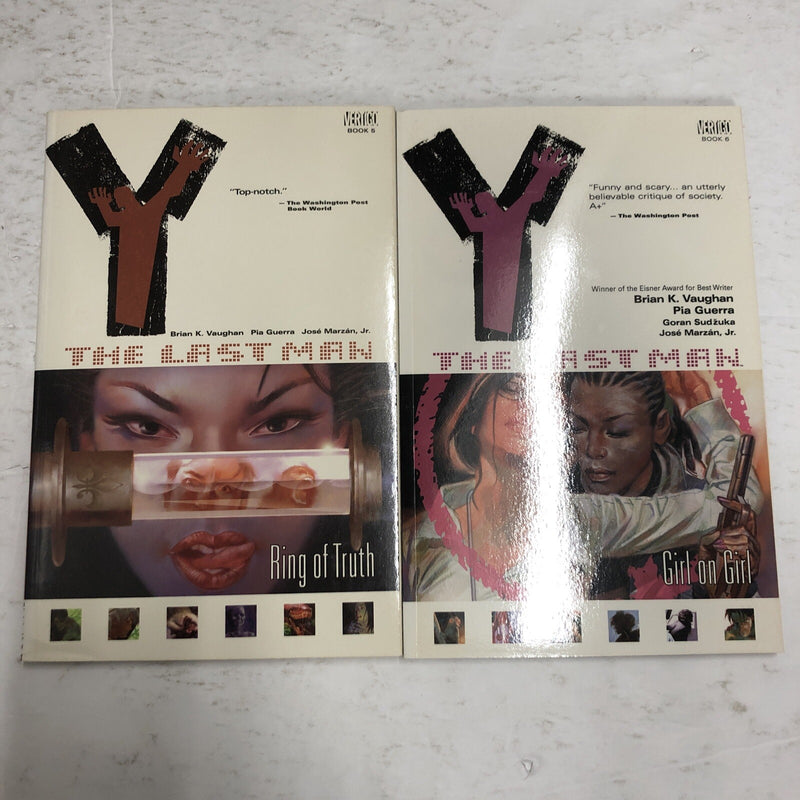 VERTIGO
BOOK 5
Y
"Top-notch."
— The Washington Post
Book World
Brian K. Vaughan Pia Guerra José Marzán, Jr.
THE LAST MAN
Ring of Truth
VERTIGO
BOOK 6
Y
"Funny and scary... an utterly
believable critique of society.
A+"
— The Washington Post
Winner of the Eisner Award for Best Writer
Brian K. Vaughan
Pia Guerra
Goran Sudžuka
José Marzán, Jr.
THE LAST MAN
Girl on Girl